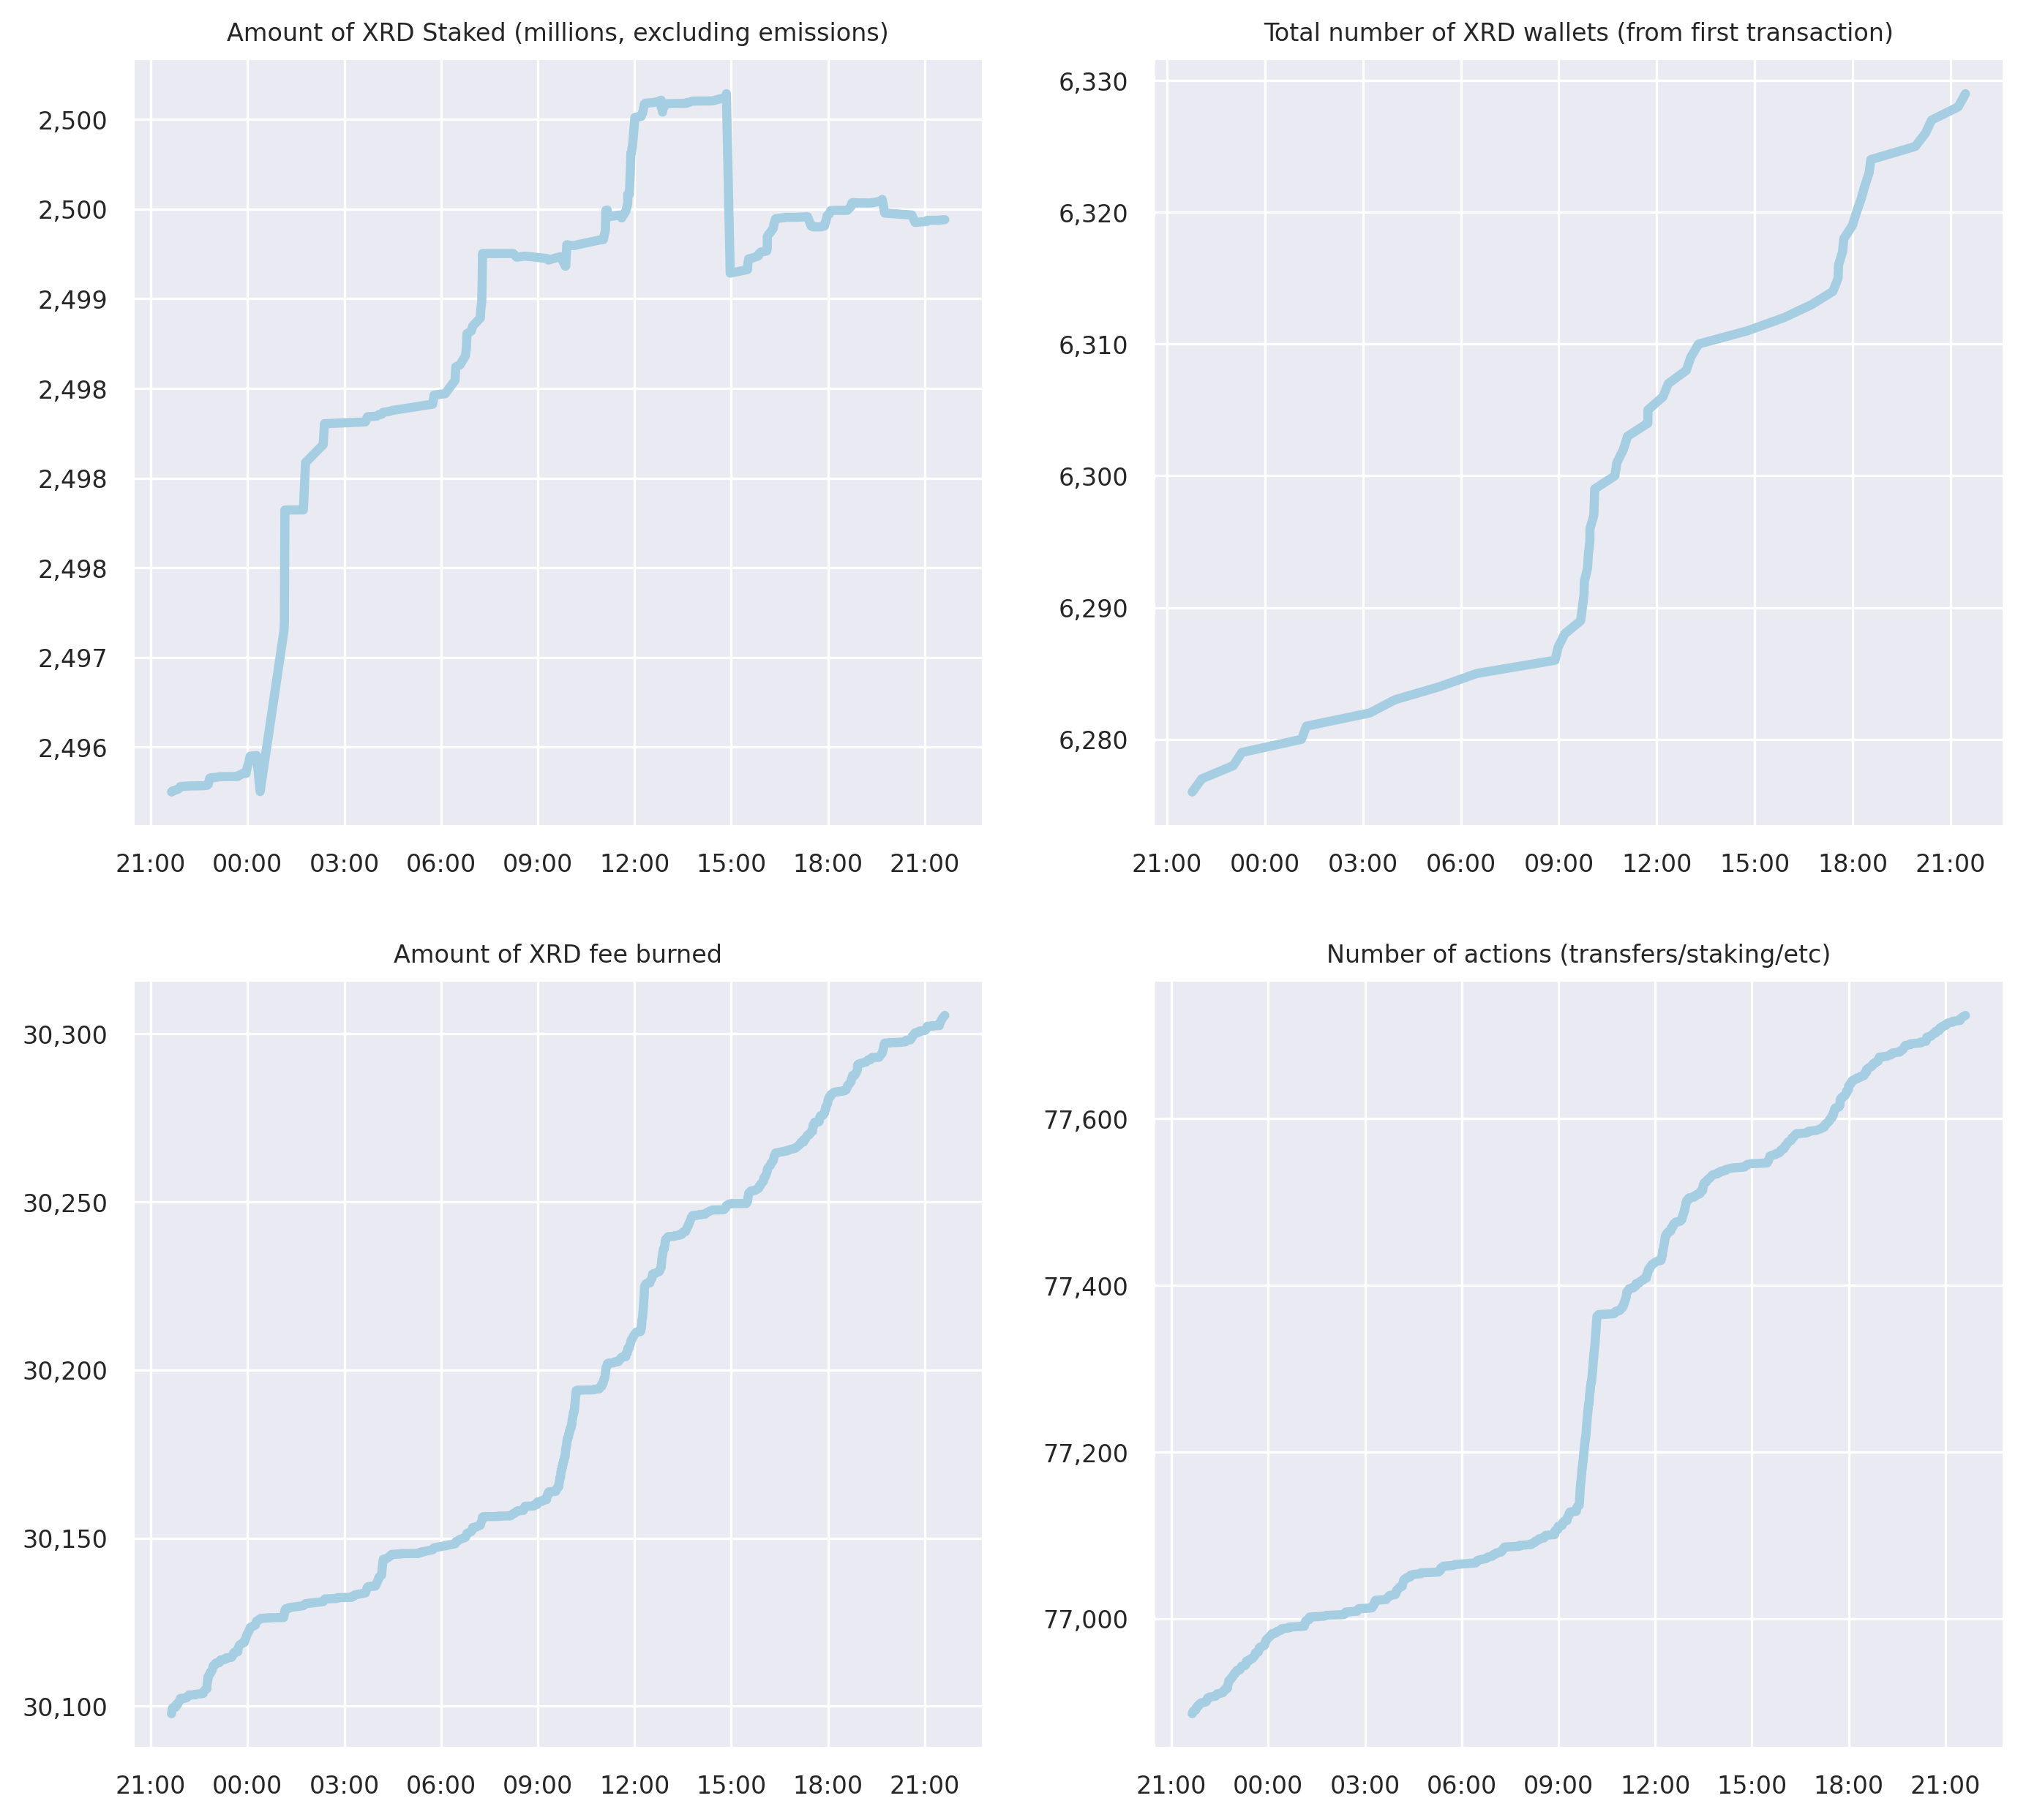 Amount of XRD Staked (millions, excluding emissions)
2,500
2,500
2,499
2,498
2,498
2,498
2,497
2,496
21:00 00:00 03:00 06:00 09:00 12:00 15:00 18:00 21:00
Total number of XRD wallets (from first transaction)
6,330
6,320
6,310
6,300
6,290
6,280
21:00 00:00 03:00 06:00 09:00 12:00 15:00 18:00 21:00
Amount of XRD fee burned
30,300
30,250
30,200
30,150
30,100
21:00 00:00 03:00 06:00 09:00 12:00 15:00 18:00 21:00
Number of actions (transfers/staking/etc)
77,600
77,400
77,200
77,000
21:00 00:00 03:00 06:00 09:00 12:00 15:00 18:00 21:00